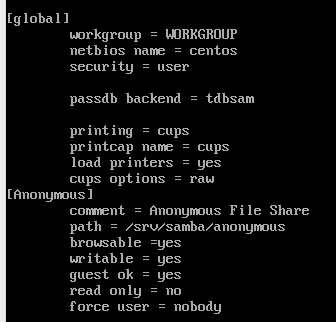 [global]
workgroup = WORKGROUP
netbios name = centos
security = user
passdb backend = tdbsam
printing = cups
printcap name = cups
load printers = yes
cups options = raw
[Anonymous]
comment = Anonymous File Share
path = /srv/samba/anonymous
browsable =yes
writable = yes
guest ok = yes
read only = no
force user = nobody